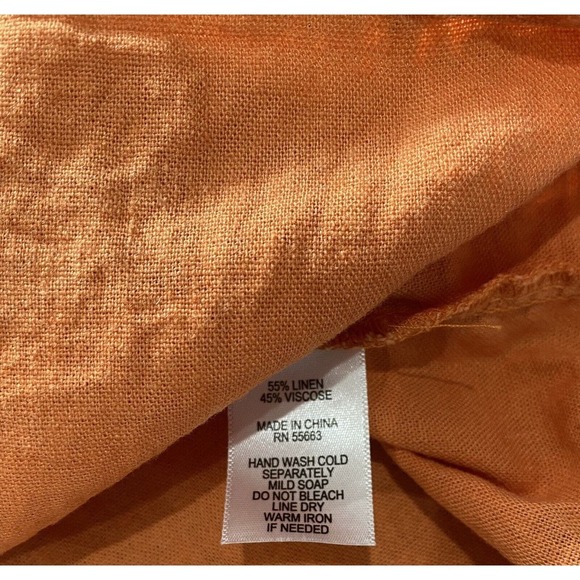 55% LINEN
45% VISCOSE
MADE IN CHINA
RN 55663
HAND WASH COLD
SEPARATELY
MILD SOAP
DO NOT BLEACH
LINE DRY
WARM IRON
IF NEEDED